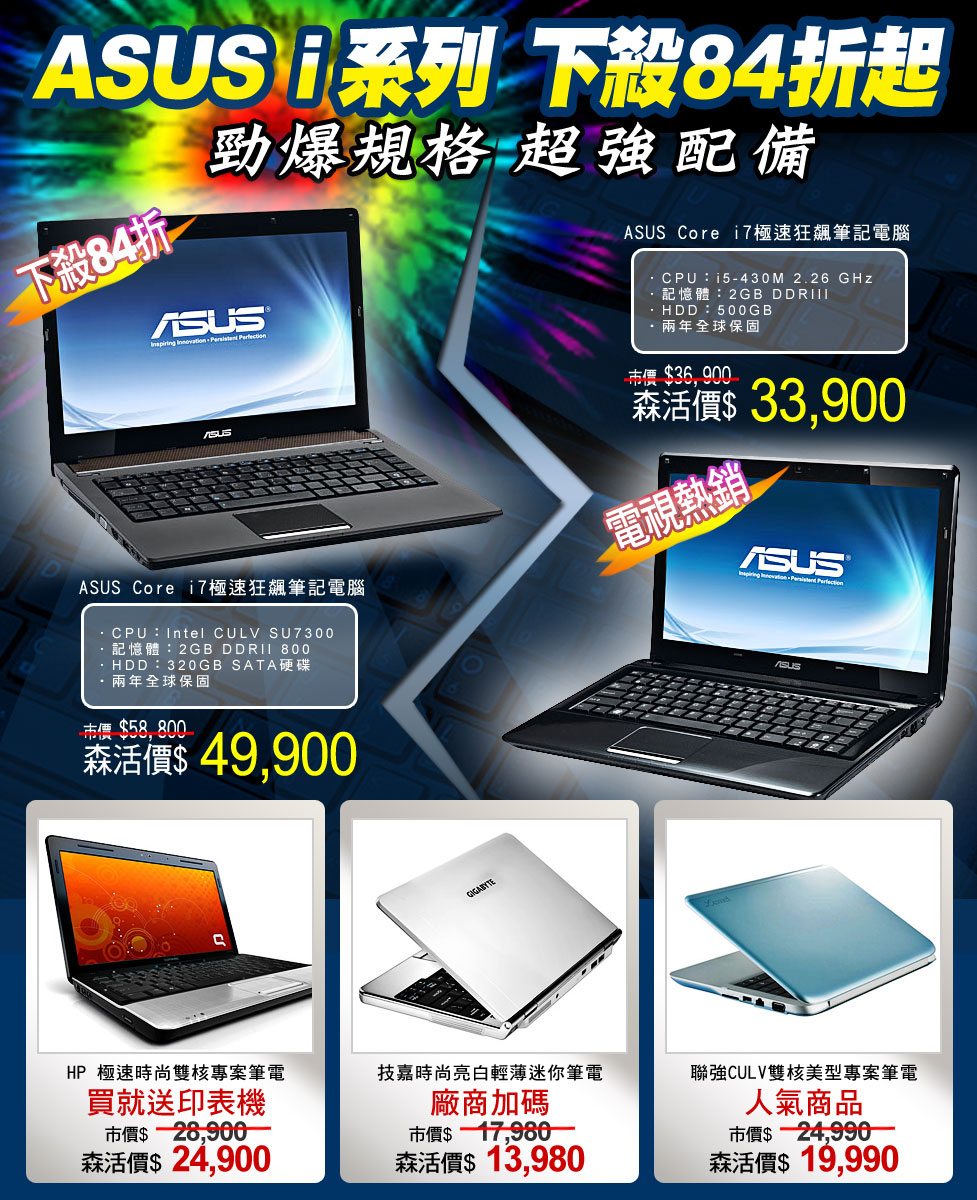 ASUS i 系列 下殺84折起
勁爆規格 超強配備
下殺84折
ASUS
Inspiring Innovation • Persistent Perfection
ASUS
ASUS Core i7極速狂飆筆記電腦
・CPU：i5-430M 2.26 GHz
・記憶體：2GB DDRIII
・HDD：500GB
・兩年全球保固
市價 $36,900
森活價$ 33,900
電視熱銷
ASUS
Inspiring Innovation • Persistent Perfection
ASUS
ASUS Core i7極速狂飆筆記電腦
・CPU：Intel CULV SU7300
・記憶體：2GB DDRII 800
・HDD：320GB SATA硬碟
・兩年全球保固
市價 $58,800
森活價$ 49,900
HP 極速時尚雙核專案筆電
買就送印表機
市價$ 28,900
森活價$ 24,900
GIGABYTE
技嘉時尚亮白輕薄迷你筆電
廠商加碼
市價$ 17,980
森活價$ 13,980
聯強CULV雙核美型專案筆電
人氣商品
市價$ 24,990
森活價$ 19,990